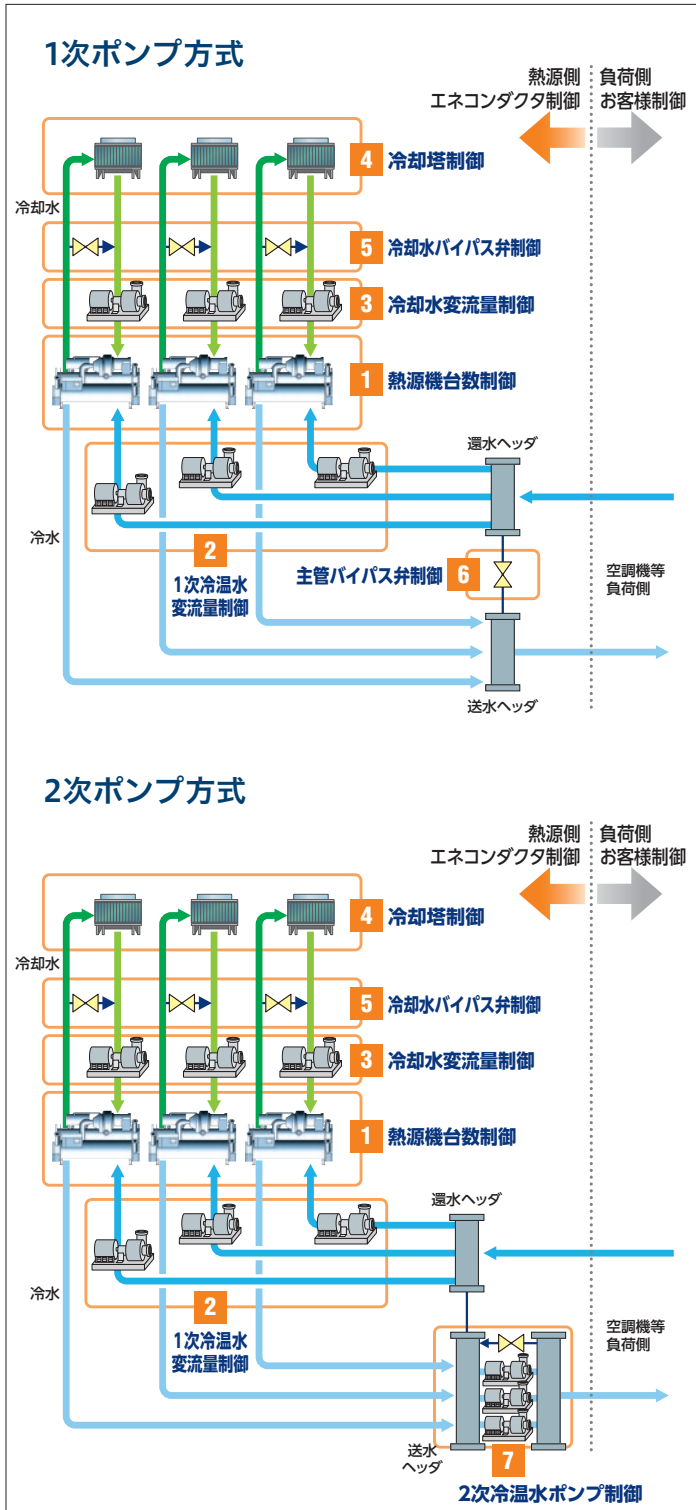 1次ポンプ方式
熱源側
エネコンダクタ制御
負荷側
お客様制御
4 冷却塔制御
冷却水
5 冷却水バイパス弁制御
3 冷却水変流量制御
1 熱源機台数制御
還水ヘッダ
冷水
2
1次冷温水
変流量制御
主管バイパス弁制御 6
空調機等
負荷側
送水ヘッダ
2次ポンプ方式
熱源側
エネコンダクタ制御
負荷側
お客様制御
4 冷却塔制御
冷却水
5 冷却水バイパス弁制御
3 冷却水変流量制御
1 熱源機台数制御
還水ヘッダ
冷水
2
1次冷温水
変流量制御
空調機等
負荷側
送水
ヘッダ
7
2次冷温水ポンプ制御